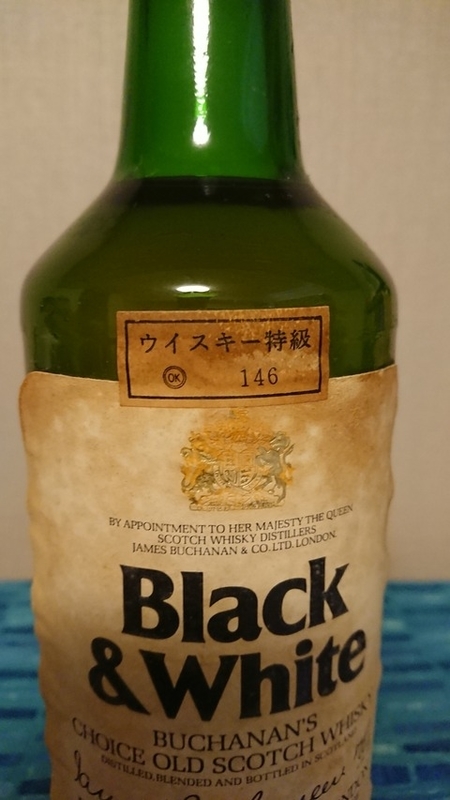 ウイスキー特級
OK 146
BY APPOINTMENT TO HER MAJESTY THE QUEEN
SCOTCH WHISKY DISTILLERS
JAMES BUCHANAN & CO. LTD. LONDON.
Black
& White
BUCHANAN'S
CHOICE OLD SCOTCH WHISKY
DISTILLED, BLENDED AND BOTTLED IN SCOTLAND